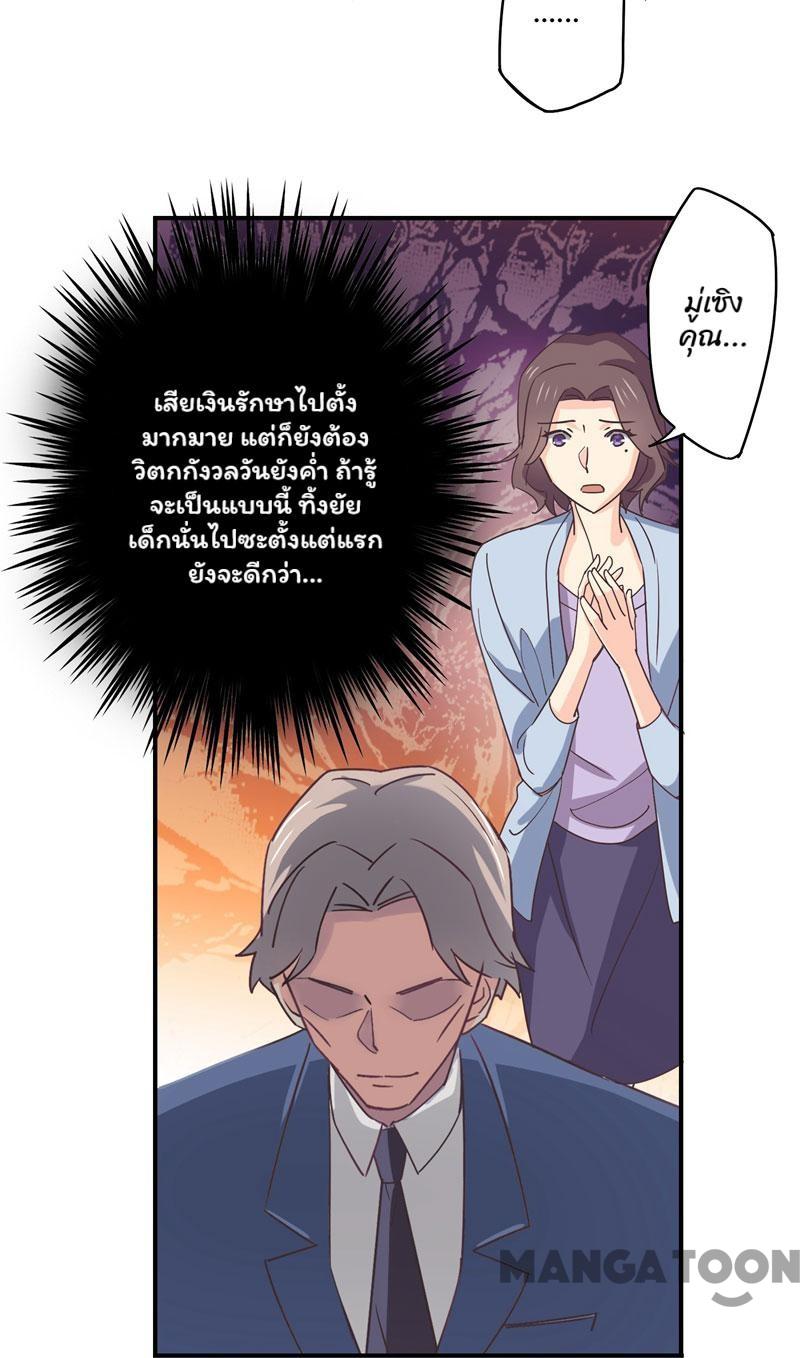 ......
มู่เชิง
คุณ...
เสียเงินรักษาไปตั้ง
มากมาย แต่ก็ยังต้อง
วิตกกังวลวันยังค่ำ ถ้ารู้
จะเป็นแบบนี้ ทิ้งยัย
เด็กนั่นไปซะตั้งแต่แรก
ยังจะดีกว่า...
MANGATOON